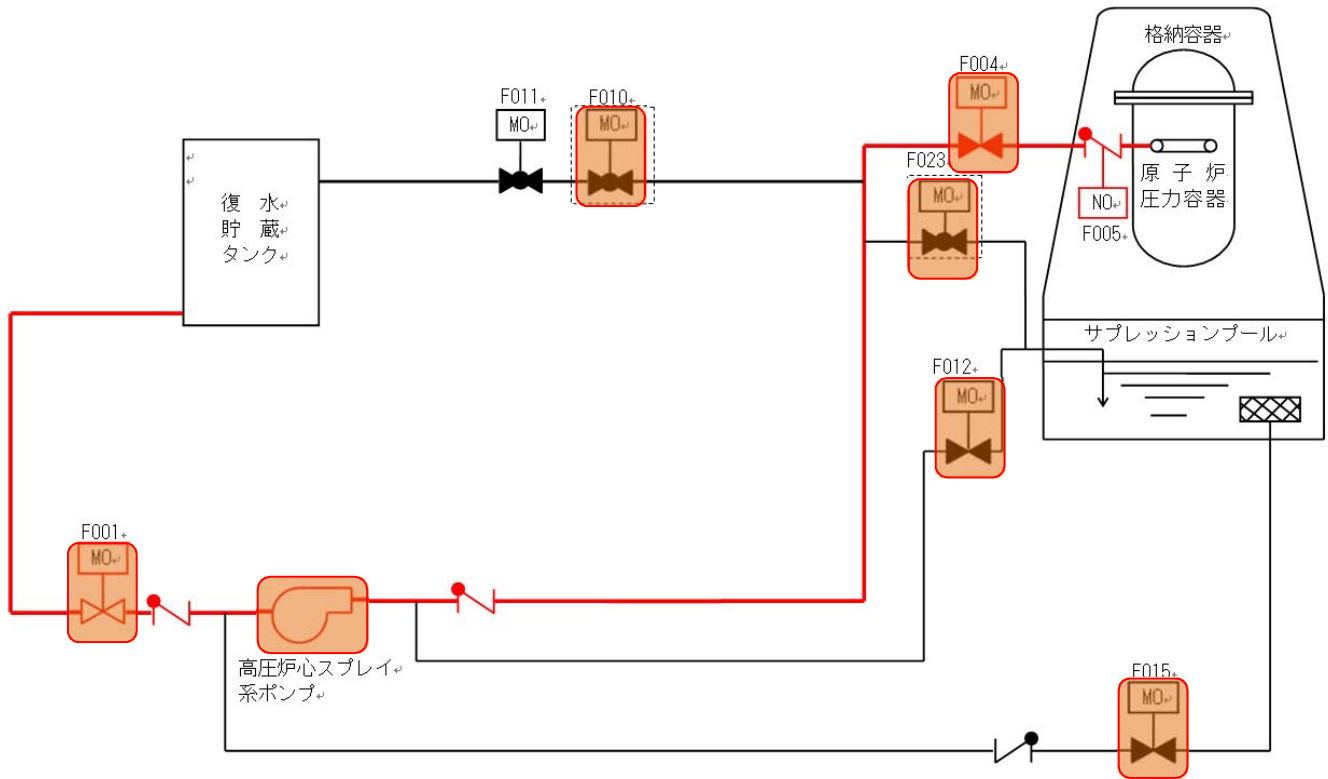 格納容器
F004
MO
F011
MO
F010
MO
F023
MO
原 子 炉
圧力容器
NO
F005
復 水
貯 蔵
タンク
サプレッションプール
F012
MO
F001
MO
高圧炉心スプレイ
系ポンプ
F015
MO